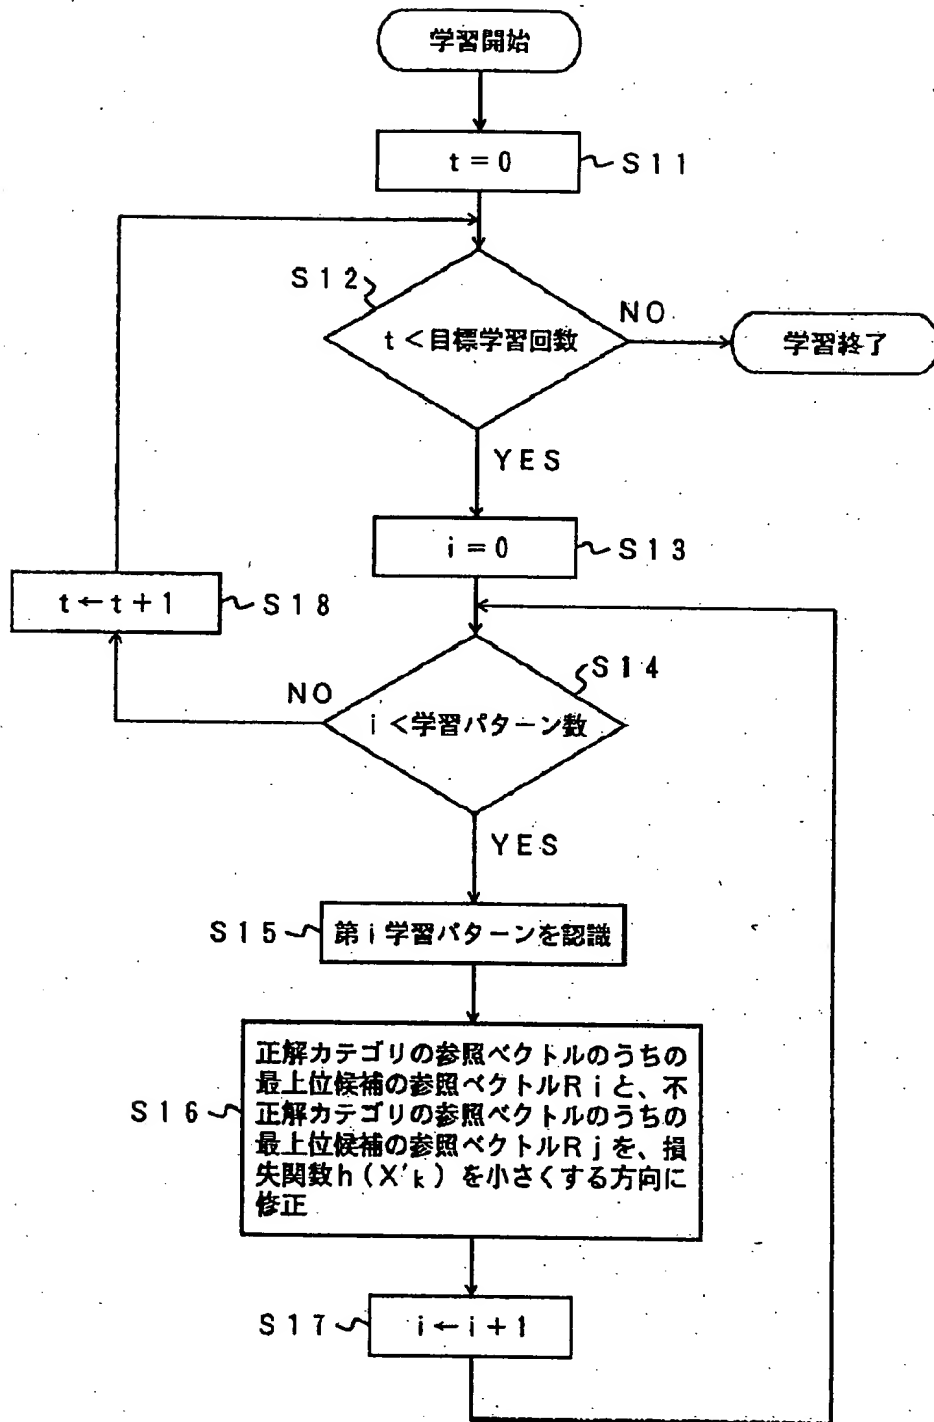 学習開始
t=0
S11
S12
t<目標学習回数
NO
学習終了
YES
i=0
S13
t←t+1
S18
S14
NO
i<学習パターン数
YES
S15
第i学習パターンを認識
正解カテゴリの参照ベクトルのうちの
最上位候補の参照ベクトルRiと、不
正解カテゴリの参照ベクトルのうちの
最上位候補の参照ベクトルRjを、損
失関数h(X'k)を小さくする方向に
修正
S16
S17
i←i+1